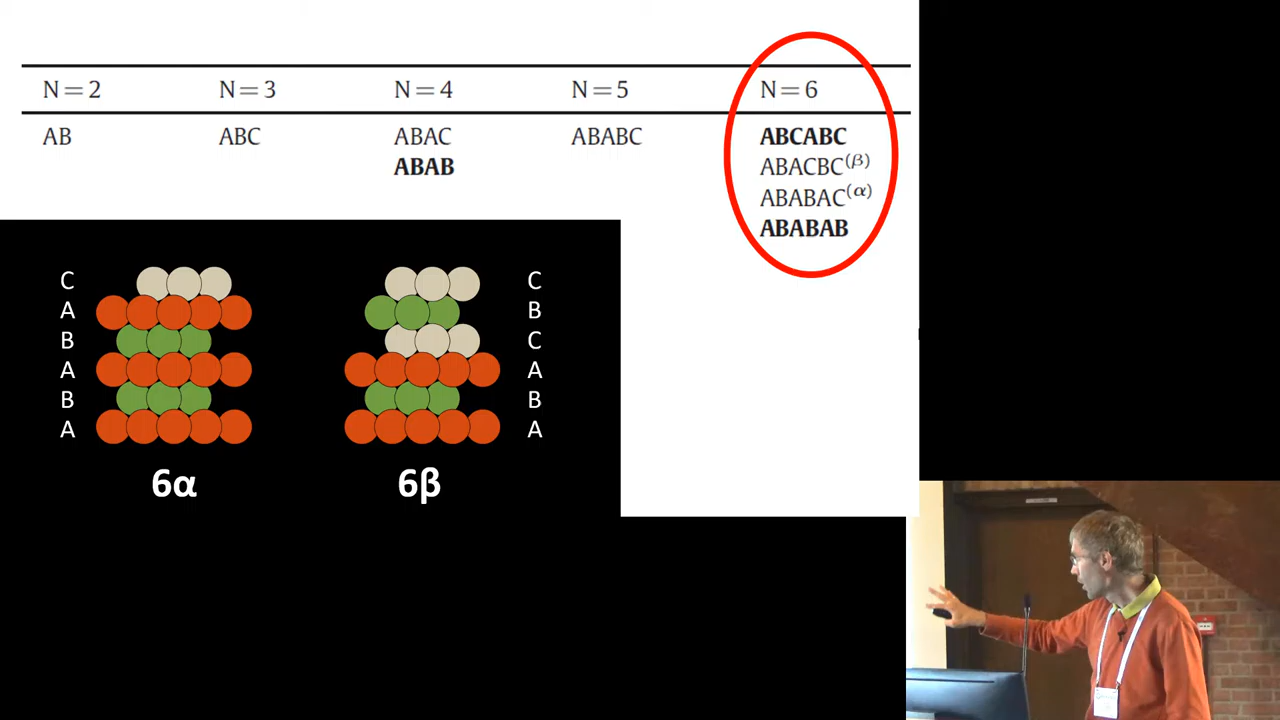 N = 2 N = 3 N = 4 N = 5 N = 6
AB ABC ABAC ABABC ABCABC
ABAB ABACBC(β)
ABABAC(α)
ABABAB
C C
A B
B C
A A
B B
A A
6α 6β